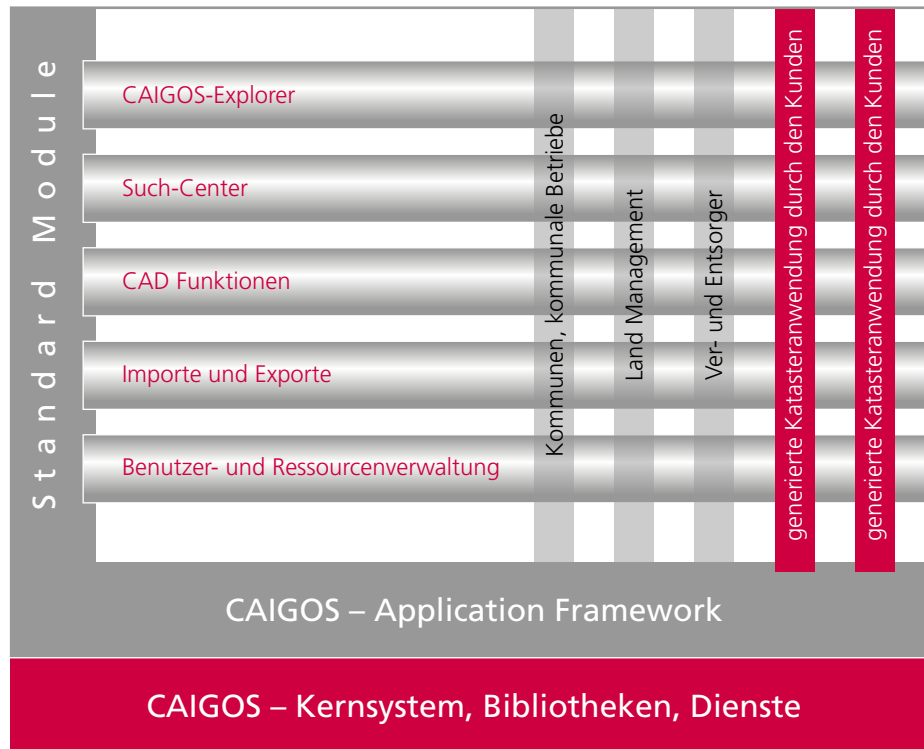 Standard Module
CAIGOS-Explorer
Such-Center
CAD Funktionen
Importe und Exporte
Benutzer- und Ressourcenverwaltung
Kommunen, kommunale Betriebe
Land Management
Ver- und Entsorger
generierte Katasteranwendung durch den Kunden
generierte Katasteranwendung durch den Kunden
CAIGOS – Application Framework
CAIGOS – Kernsystem, Bibliotheken, Dienste